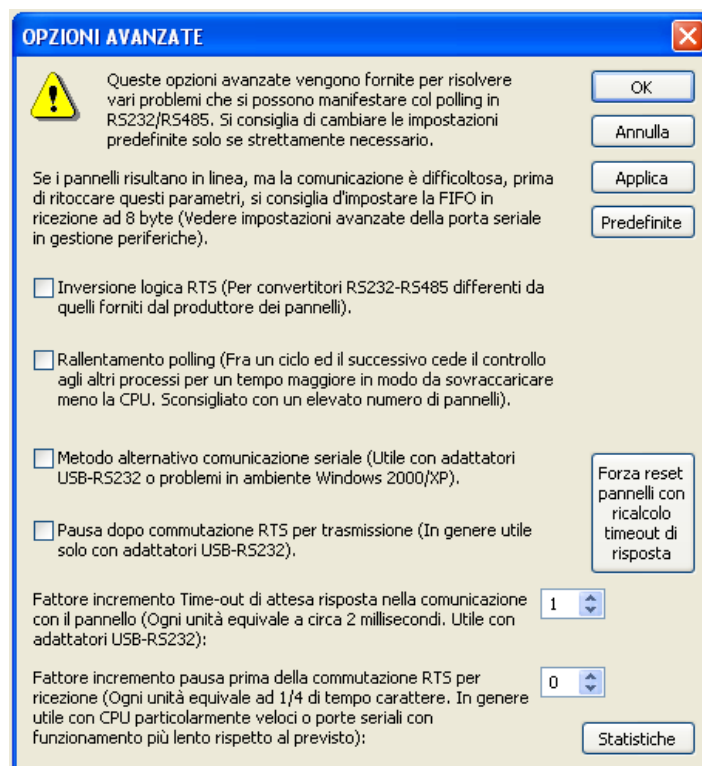 OPZIONI AVANZATE
Queste opzioni avanzate vengono fornite per risolvere
vari problemi che si possono manifestare col polling in
RS232/RS485. Si consiglia di cambiare le impostazioni
predefinite solo se strettamente necessario.
OK
Annulla
Applica
Predefinite
Se i pannelli risultano in linea, ma la comunicazione è difficoltosa, prima
di ritoccare questi parametri, si consiglia d'impostare la FIFO in
ricezione ad 8 byte (Vedere impostazioni avanzate della porta seriale
in gestione periferiche).
Inversione logica RTS (Per convertitori RS232-RS485 differenti da
quelli forniti dal produttore dei pannelli).
Rallentamento polling (Fra un ciclo ed il successivo cede il controllo
agli altri processi per un tempo maggiore in modo da sovraccaricare
meno la CPU. Sconsigliato con un elevato numero di pannelli).
Metodo alternativo comunicazione seriale (Utile con adattatori
USB-RS232 o problemi in ambiente Windows 2000/XP).
Pausa dopo commutazione RTS per trasmissione (In genere utile
solo con adattatori USB-RS232).
Forza reset
pannelli con
ricalcolo
timeout di
risposta
Fattore incremento Time-out di attesa risposta nella comunicazione
con il pannello (Ogni unità equivale a circa 2 millisecondi. Utile con
adattatori USB-RS232):
1
Fattore incremento pausa prima della commutazione RTS per
ricezione (Ogni unità equivale ad 1/4 di tempo carattere. In genere
utile con CPU particolarmente veloci o porte seriali con
funzionamento più lento rispetto al previsto):
0
Statistiche